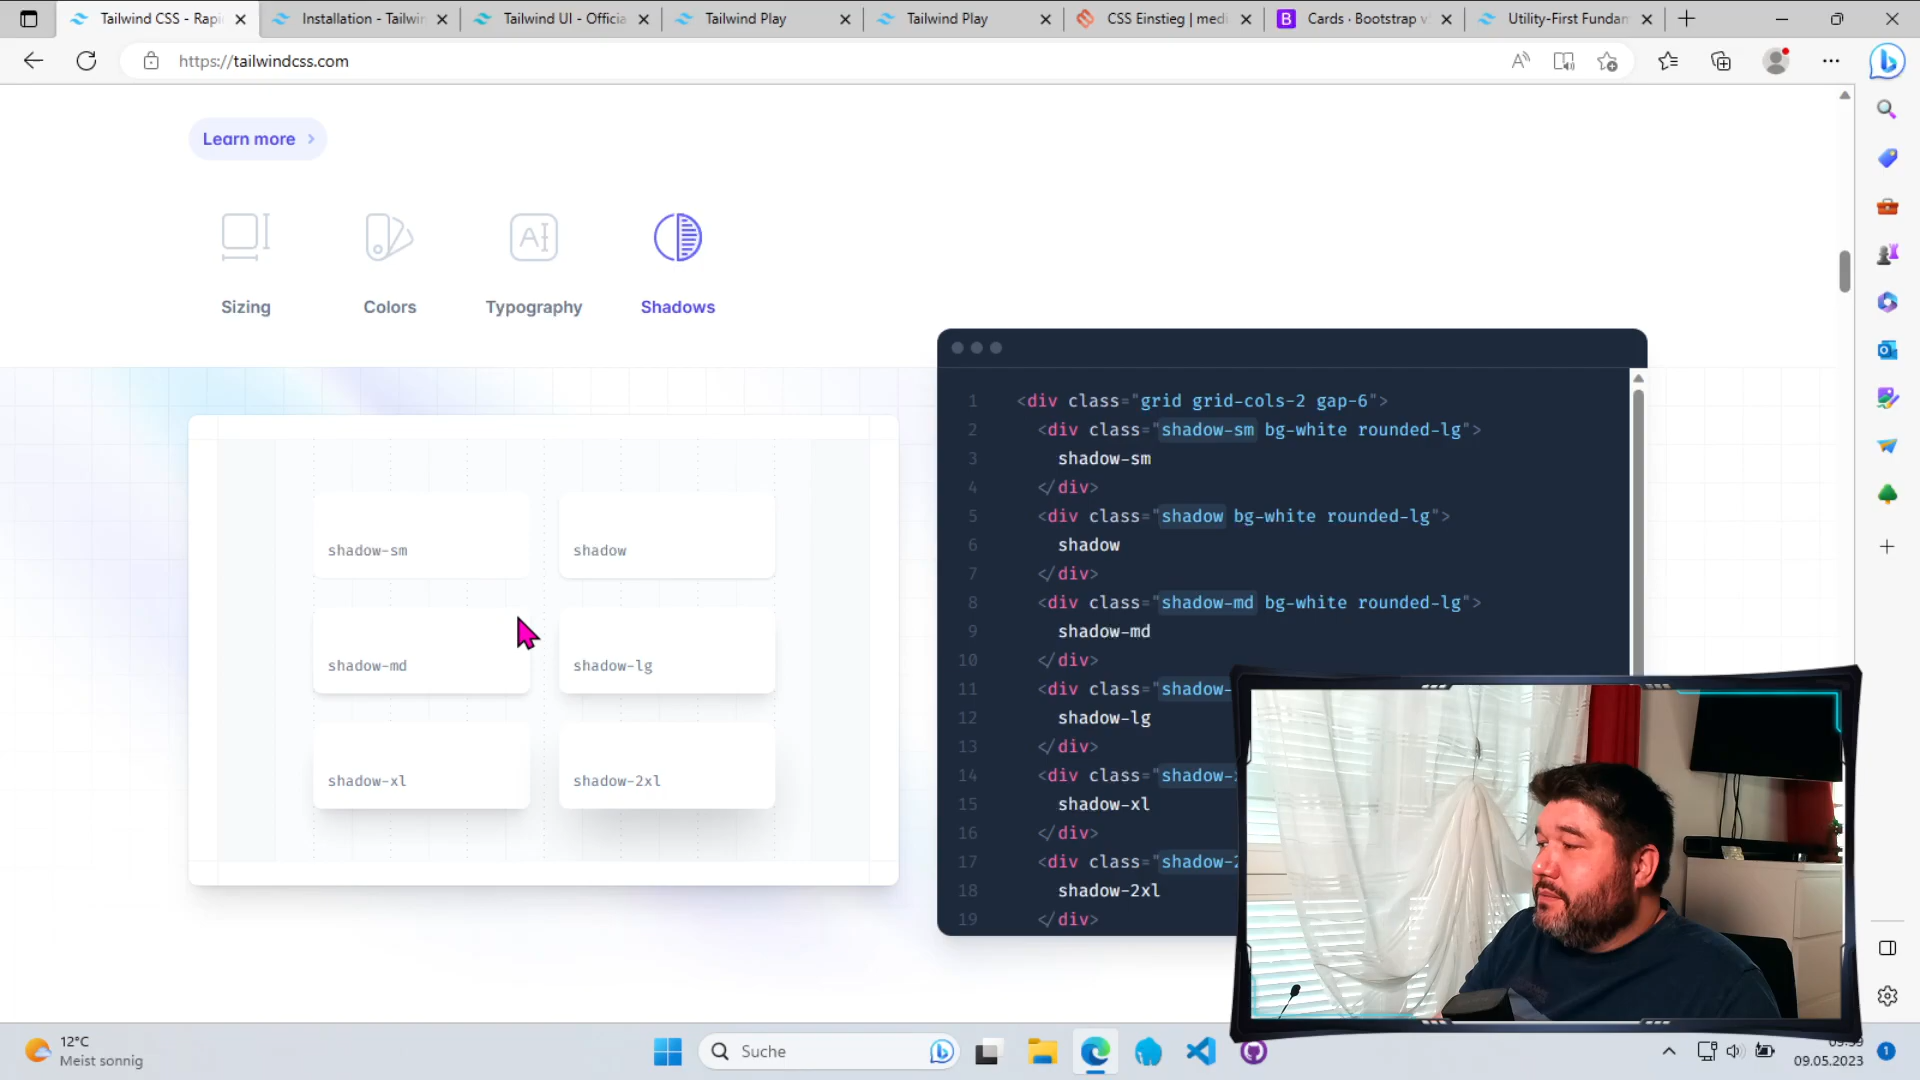 Tailwind CSS - Rapi
Installation - Tailwin
Tailwind UI - Officia
Tailwind Play
Tailwind Play
CSS Einstieg | medi
Cards · Bootstrap v
Utility-First Fundam
https://tailwindcss.com
Learn more
Sizing
Colors
Typography
Shadows
shadow-sm
shadow
shadow-md
shadow-lg
shadow-xl
shadow-2xl
1 <div class="grid grid-cols-2 gap-6">
2 <div class="shadow-sm bg-white rounded-lg">
3 shadow-sm
4 </div>
5 <div class="shadow bg-white rounded-lg">
6 shadow
7 </div>
8 <div class="shadow-md bg-white rounded-lg">
9 shadow-md
10 </div>
11 <div class="shadow-
12 shadow-lg
13 </div>
14 <div class="shadow-x
15 shadow-xl
16 </div>
17 <div class="shadow-2
18 shadow-2xl
19 </div>
12°C
Meist sonnig
Suche
09.05.2023
1